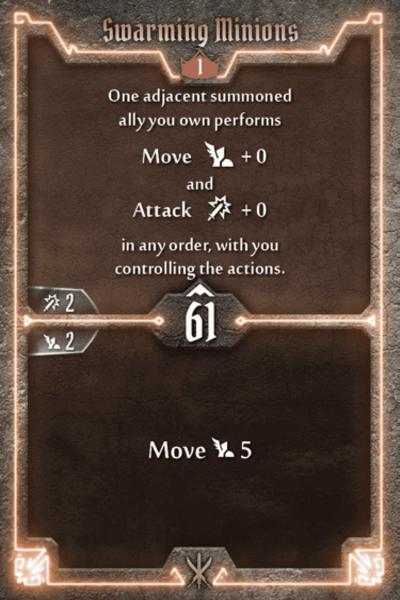 Swarming Minions
1
One adjacent summoned
ally you own performs
Move + 0
and
Attack + 0
in any order, with you
controlling the actions.
2
61
2
Move 5